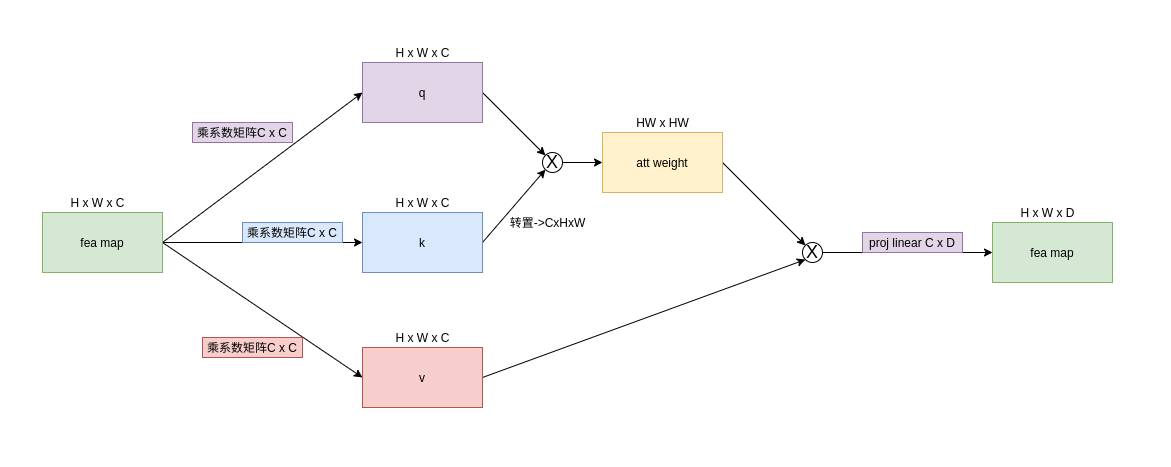 H x W x C
q
乘系数矩阵C x C
HW x HW
X
att weight
H x W x C
fea map
乘系数矩阵C x C
H x W x C
k
转置->CxHxW
X
proj linear C x D
H x W x D
fea map
乘系数矩阵C x C
H x W x C
v